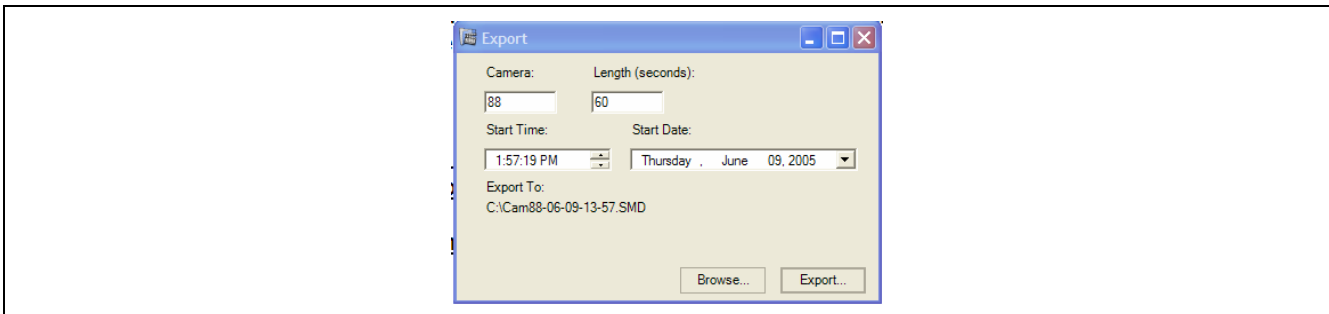 Export
Camera: Length (seconds):
88 60
Start Time: Start Date:
1:57:19 PM Thursday , June 09, 2005
Export To:
C:\Cam88-06-09-13-57.SMD
Browse... Export...